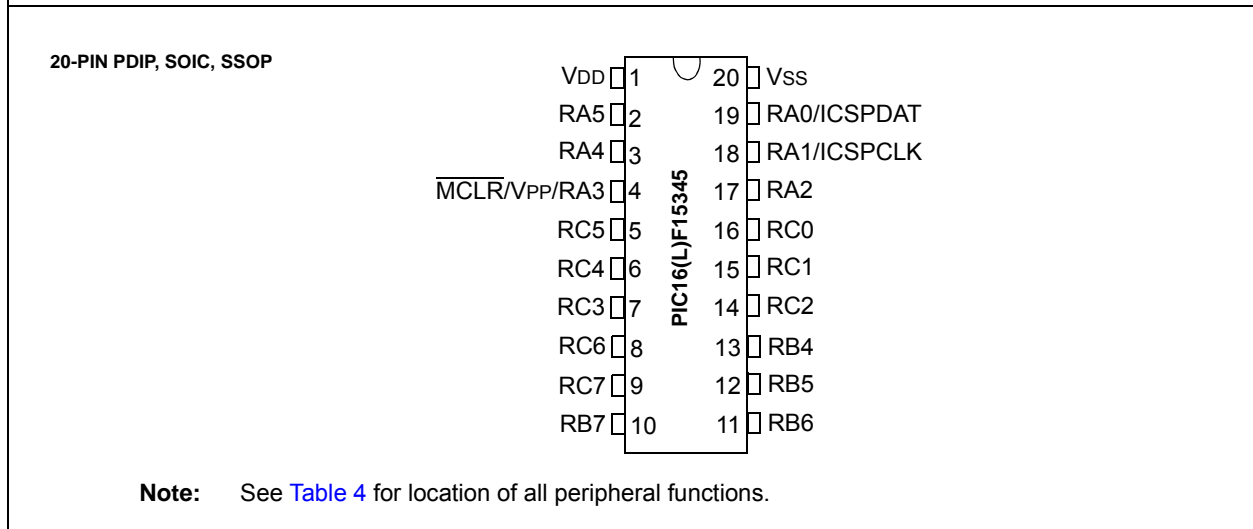 20-PIN PDIP, SOIC, SSOP
VDD 1 20 VSS
RA5 2 19 RA0/ICSPDAT
RA4 3 18 RA1/ICSPCLK
MCLR/VPP/RA3 4 17 RA2
RC5 5 16 RC0
RC4 6 15 RC1
RC3 7 14 RC2
RC6 8 13 RB4
RC7 9 12 RB5
RB7 10 11 RB6
PIC16(L)F15345
Note: See Table 4 for location of all peripheral functions.